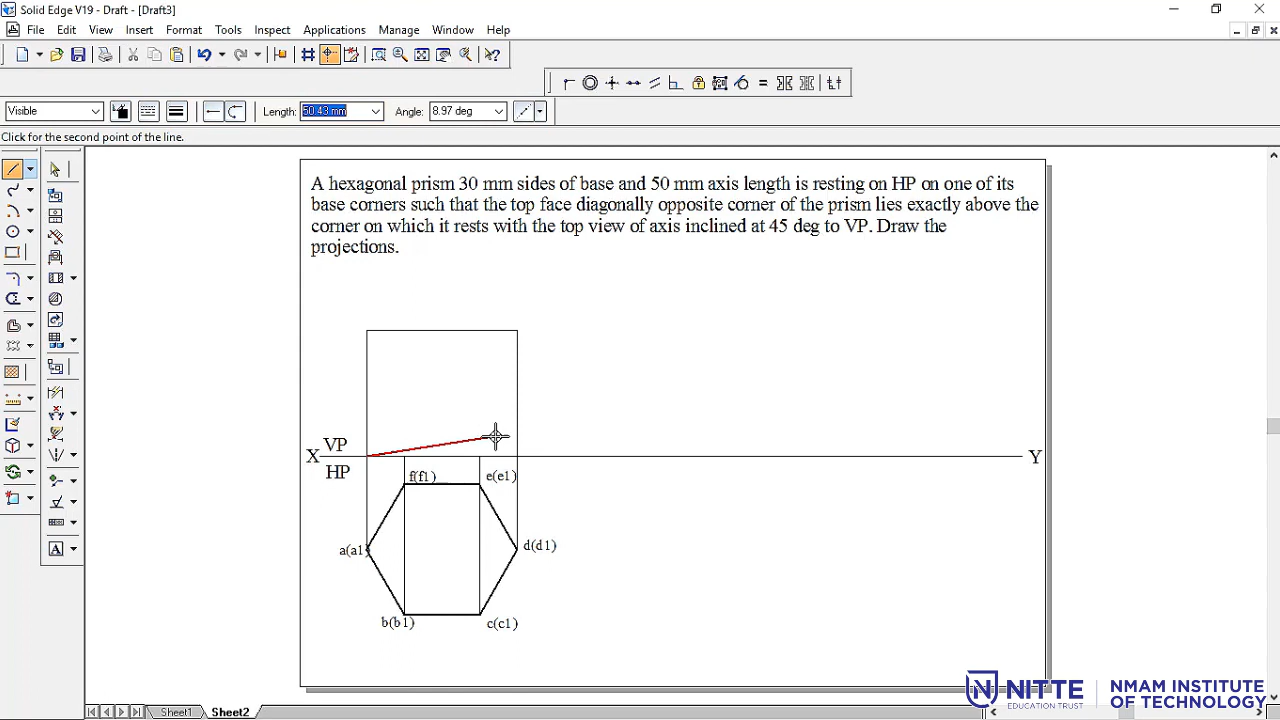 Solid Edge V19 - Draft - [Draft3]
File Edit View Insert Format Tools Inspect Applications Manage Window Help
Visible Length: 50.43 mm Angle: 8.97 deg
Click for the second point of the line.
A hexagonal prism 30 mm sides of base and 50 mm axis length is resting on HP on one of its
base corners such that the top face diagonally opposite corner of the prism lies exactly above the
corner on which it rests with the top view of axis inclined at 45 deg to VP. Draw the
projections.
VP
X Y
HP
f(f1) e(e1)
a(a1) d(d1)
b(b1) c(c1)
NITTE
EDUCATION TRUST
NMAM INSTITUTE
OF TECHNOLOGY
Sheet1 Sheet2